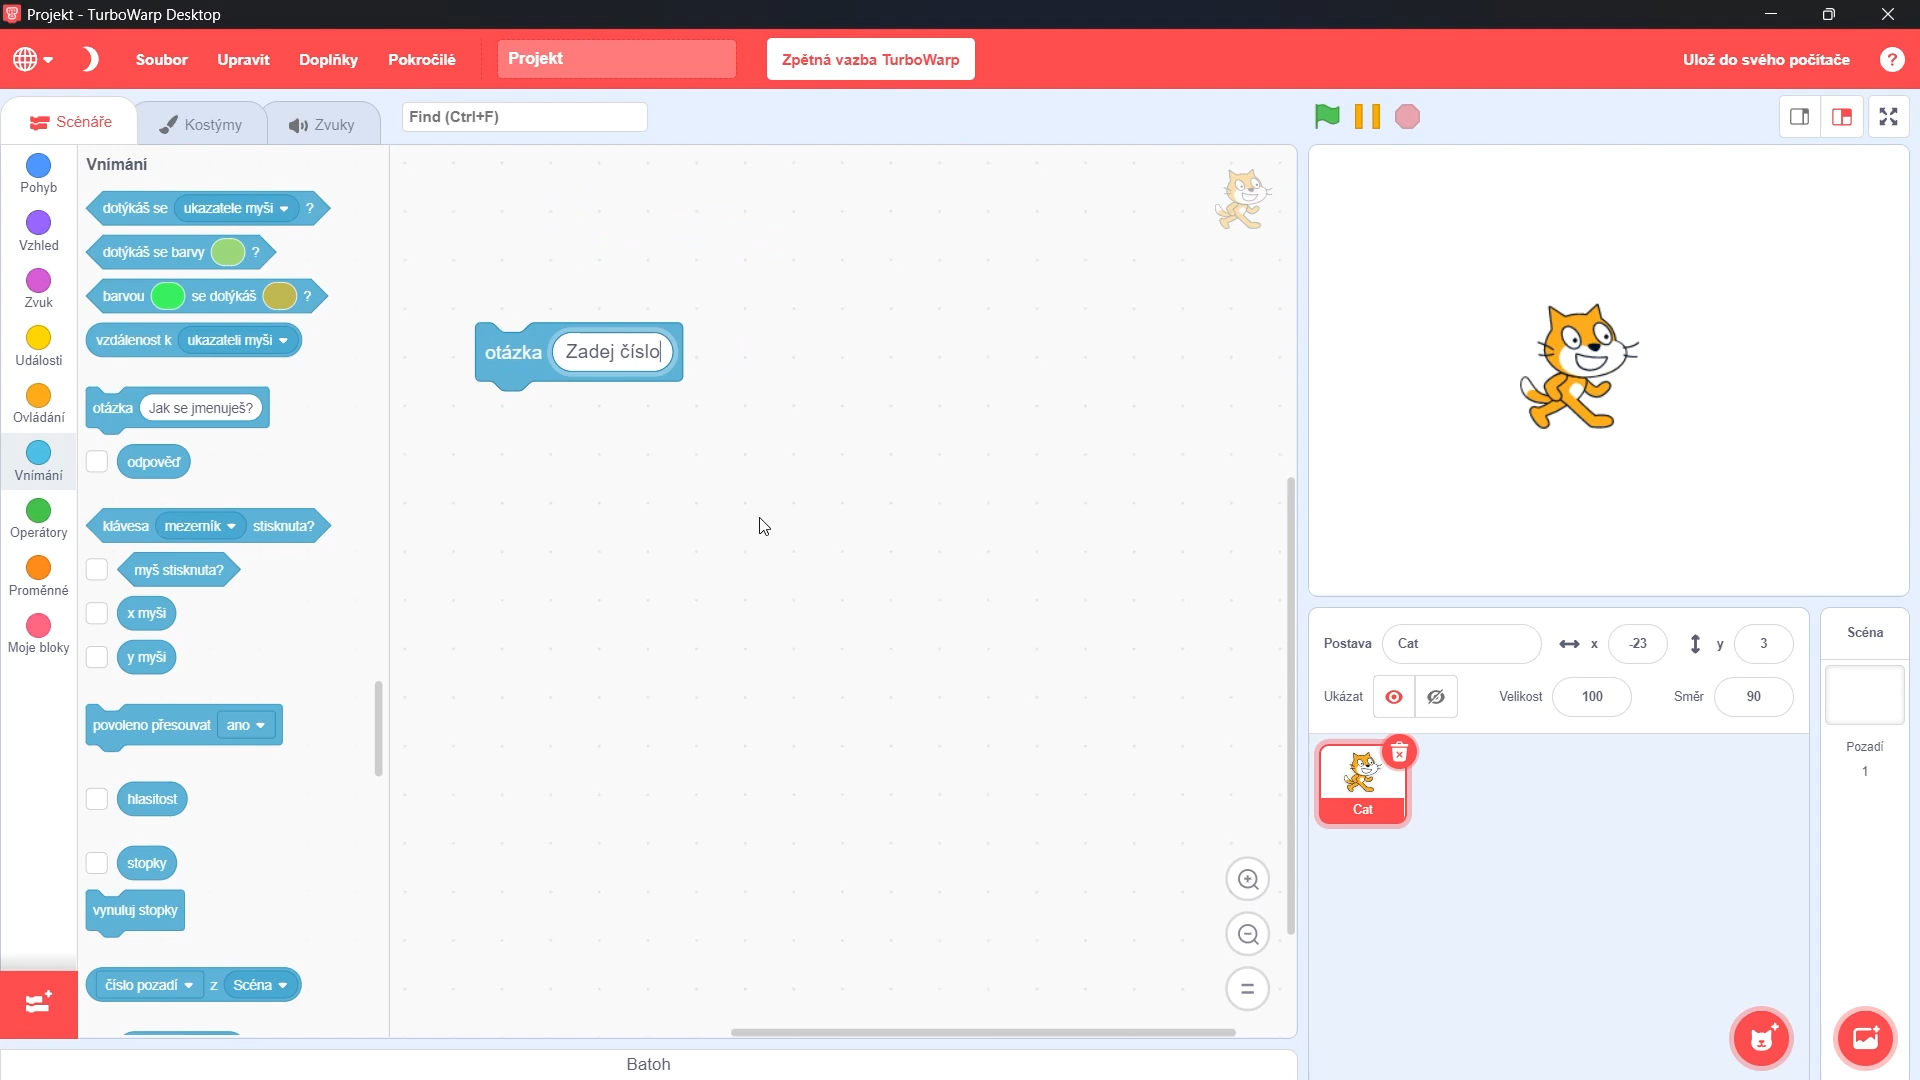 Projekt - TurboWarp Desktop
Soubor Upravit Doplňky Pokročilé Projekt Zpětná vazba TurboWarp Ulož do svého počítače ?
Scénáře Kostýmy Zvuky Find (Ctrl+F)
Pohyb
Vzhled
Zvuk
Události
Ovládání
Vnímání
Operátory
Proměnné
Moje bloky
Vnímání
dotýkáš se ukazatele myši ?
dotýkáš se barvy ?
barvou se dotýkáš ?
vzdálenost k ukazateli myši
otázka Jak se jmenuješ?
odpověď
klávesa mezerník stisknuta?
myš stisknuta?
x myši
y myši
povoleno přesouvat ano
hlasitost
stopky
vynuluj stopky
číslo pozadí z Scéna
otázka Zadej číslo
Postava Cat x -23 y 3
Ukázat Velikost 100 Směr 90
Cat
Scéna
Pozadí
1
Batoh